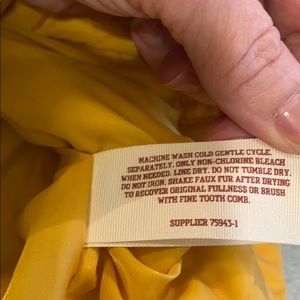 MACHINE WASH COLD GENTLE CYCLE.
SEPARATELY. ONLY NON-CHLORINE BLEACH
WHEN NEEDED. LINE DRY. DO NOT TUMBLE DRY.
DO NOT IRON. SHAKE FAUX FUR AFTER DRYING
TO RECOVER ORIGINAL FULLNESS OR BRUSH
WITH FINE TOOTH COMB.
SUPPLIER 75943-1